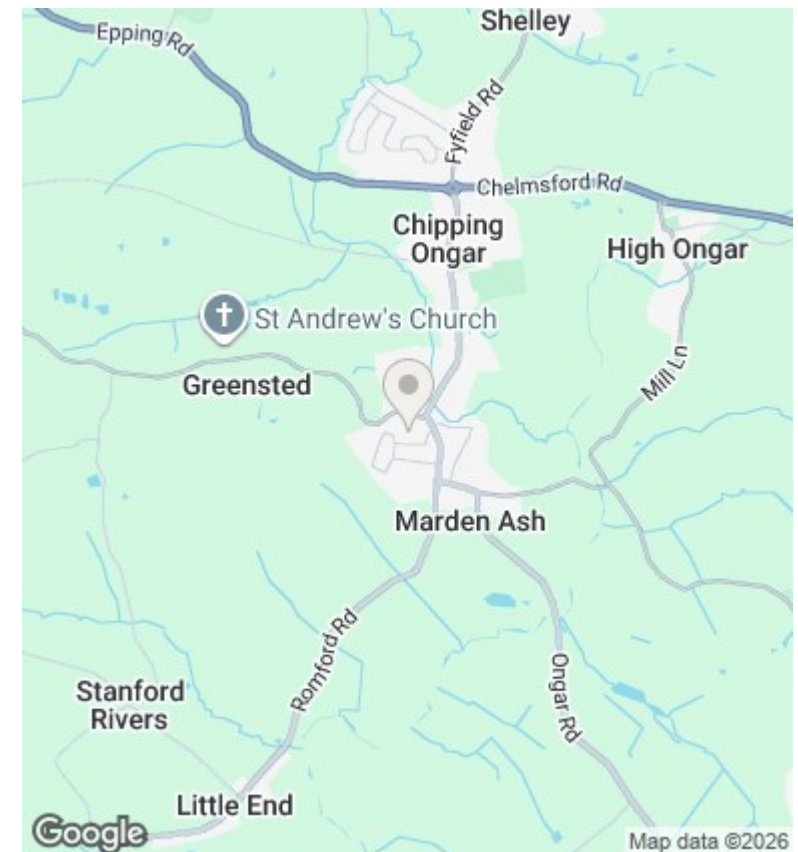 Shelley
Epping Rd
Fyfield Rd
Chelmsford Rd
Chipping
Ongar
High Ongar
St Andrew's Church
Mill Ln
Greensted
Marden Ash
Romford Rd
Ongar Rd
Stanford
Rivers
Little End
Google
Map data ©2026